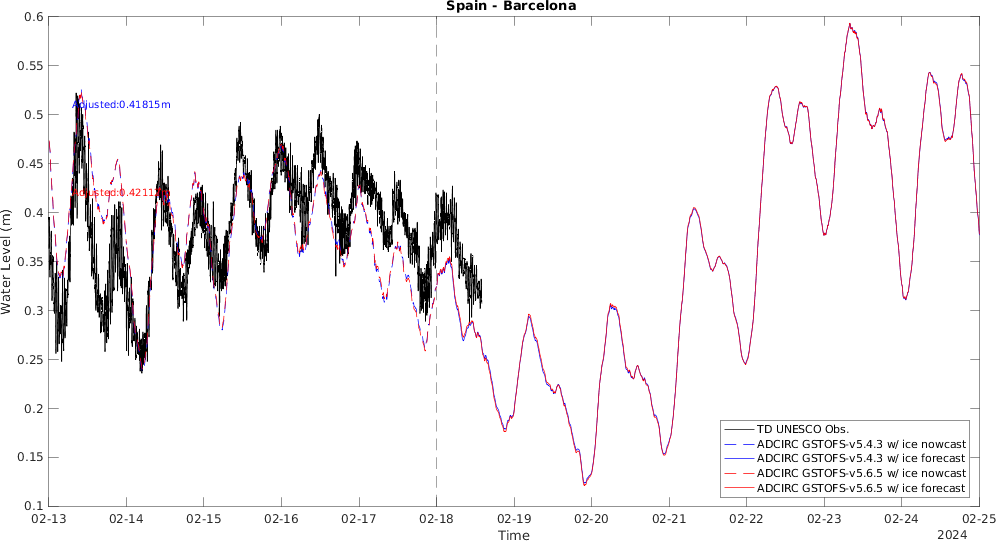 Spain - Barcelona
0.6
0.55
0.5
0.45
0.4
0.35
0.3
0.25
0.2
0.15
0.1
Water Level (m)
Adjusted:0.41815m
02-13
02-14
02-15
02-16
02-17
02-18
02-19
02-20
02-21
02-22
02-23
02-24
02-25
Time
2024
TD UNESCO Obs.
ADCIRC GSTOFS-v5.4.3 w/ ice nowcast
ADCIRC GSTOFS-v5.4.3 w/ ice forecast
ADCIRC GSTOFS-v5.6.5 w/ ice nowcast
ADCIRC GSTOFS-v5.6.5 w/ ice forecast